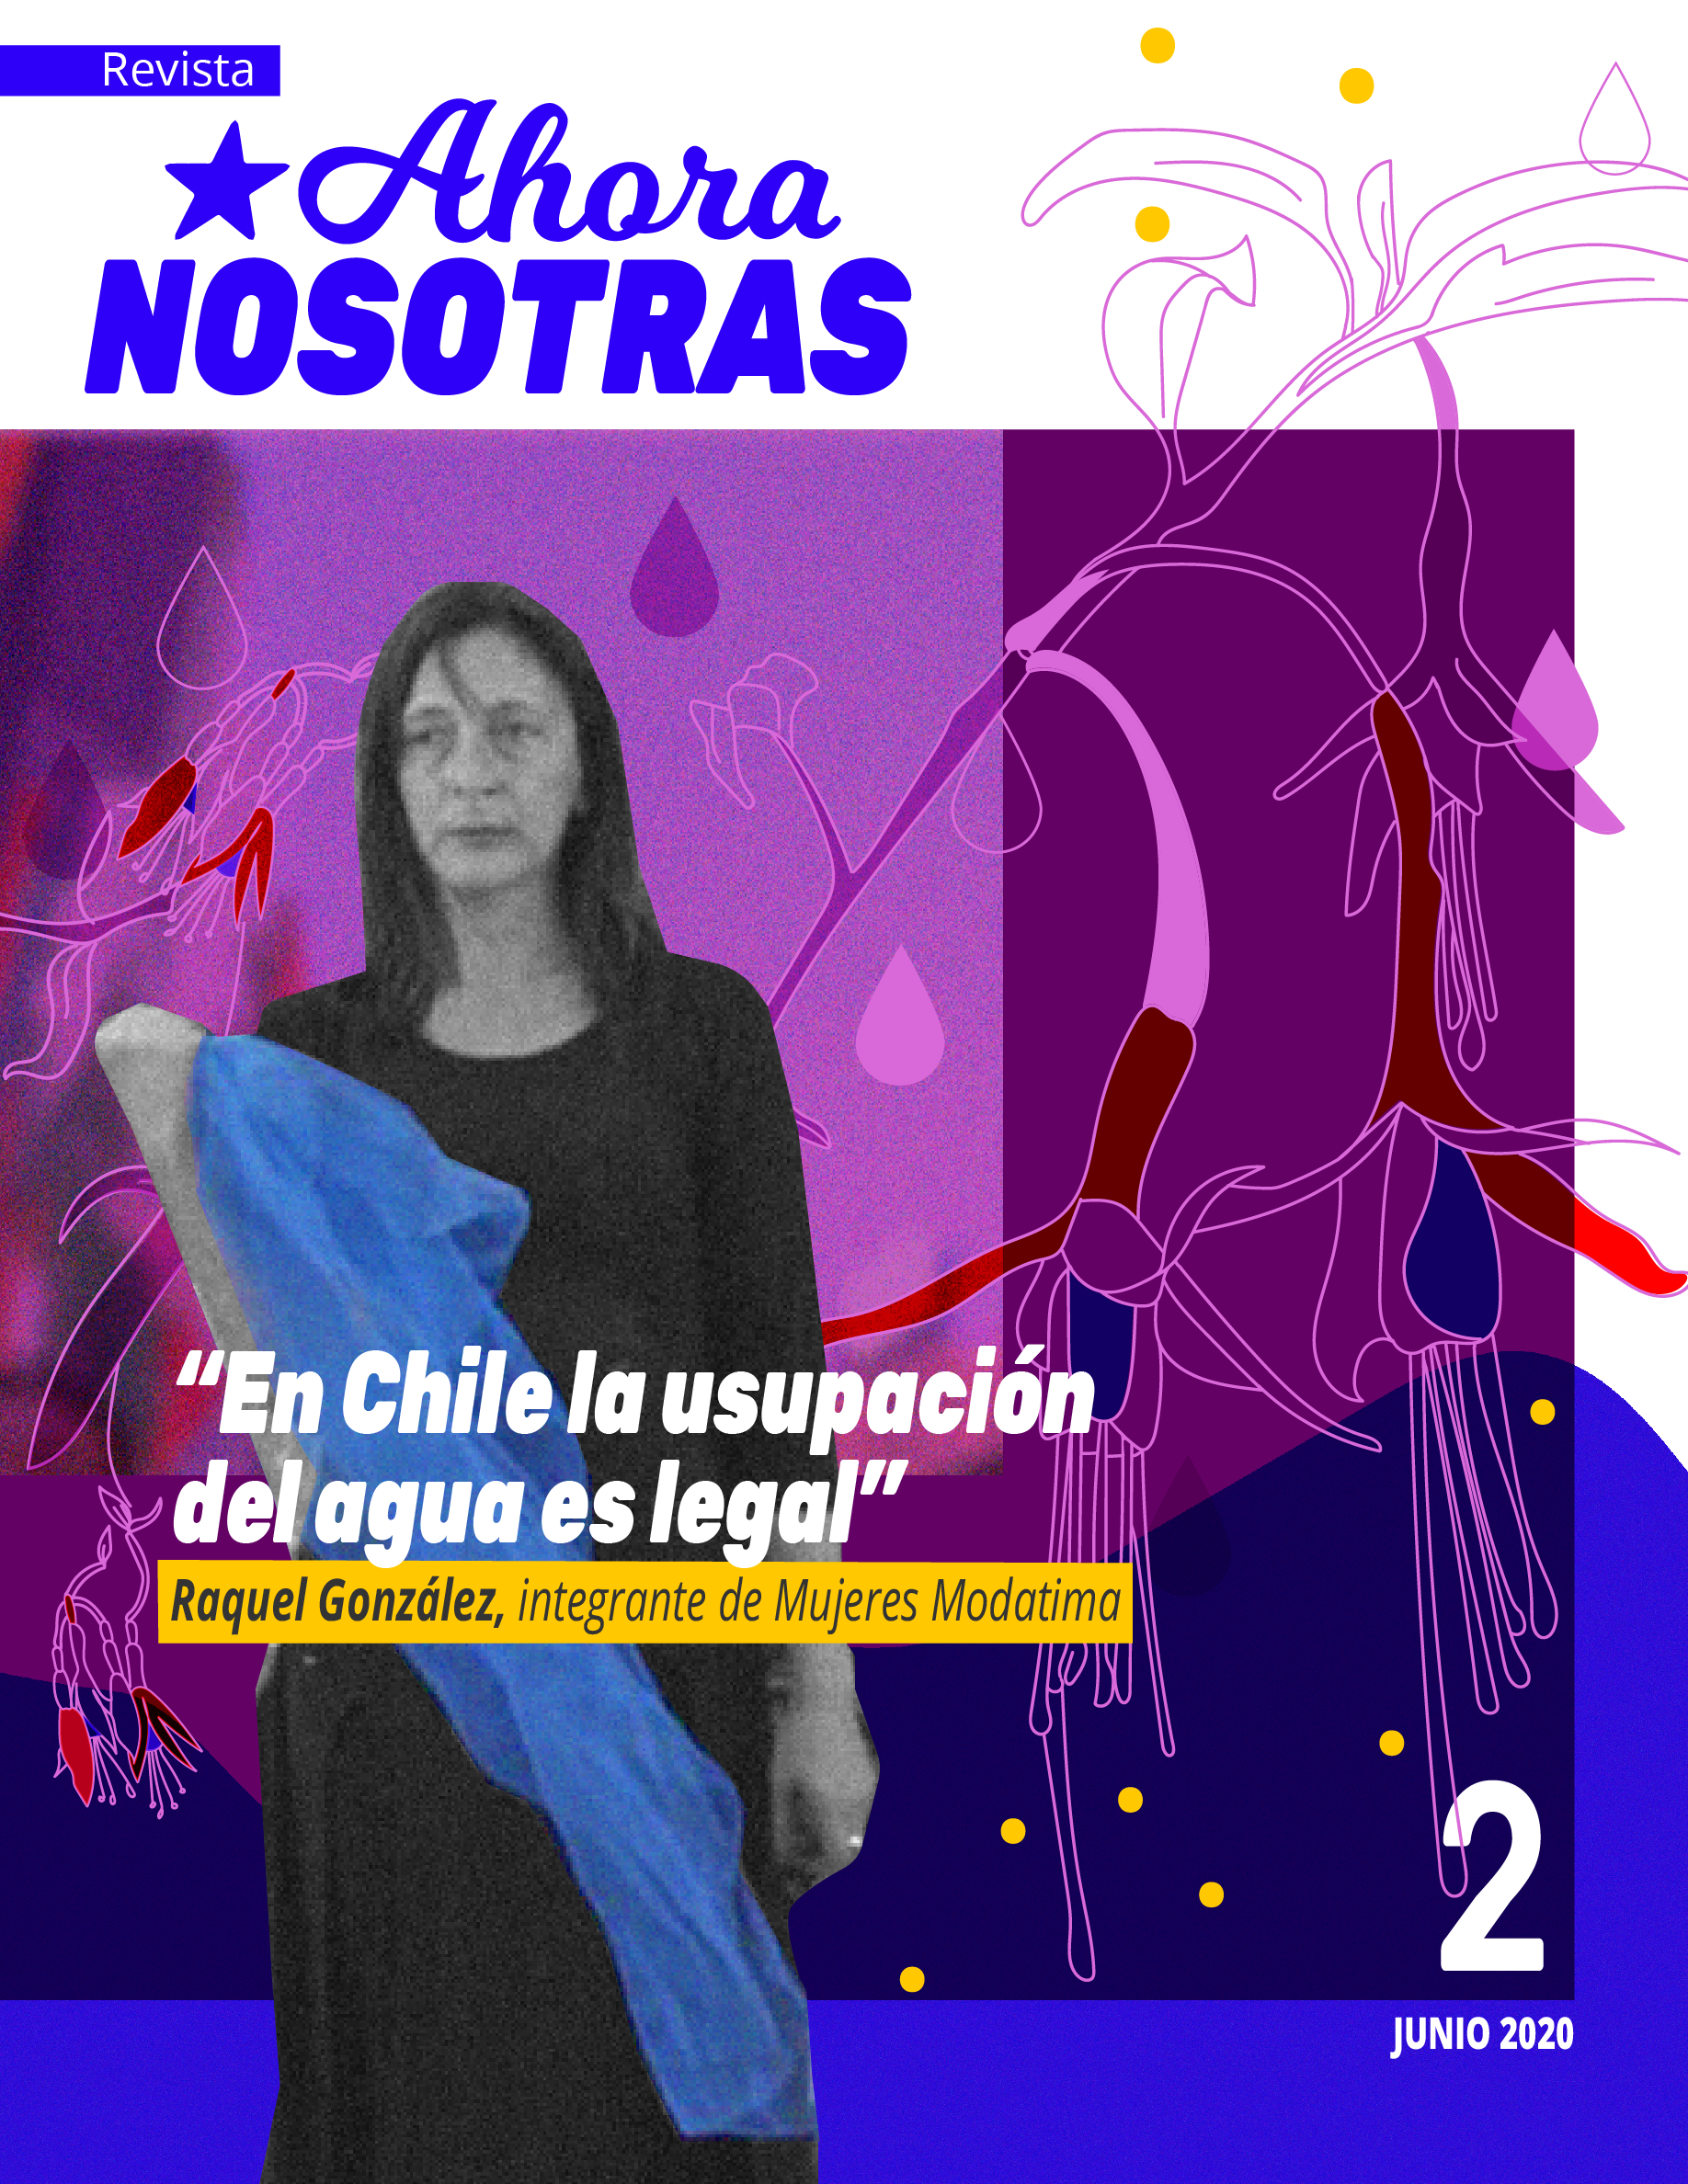 Revista
Ahora
NOSOTRAS
“En Chile la usupación
del agua es legal”
Raquel González, integrante de Mujeres Modatima
2
JUNIO 2020